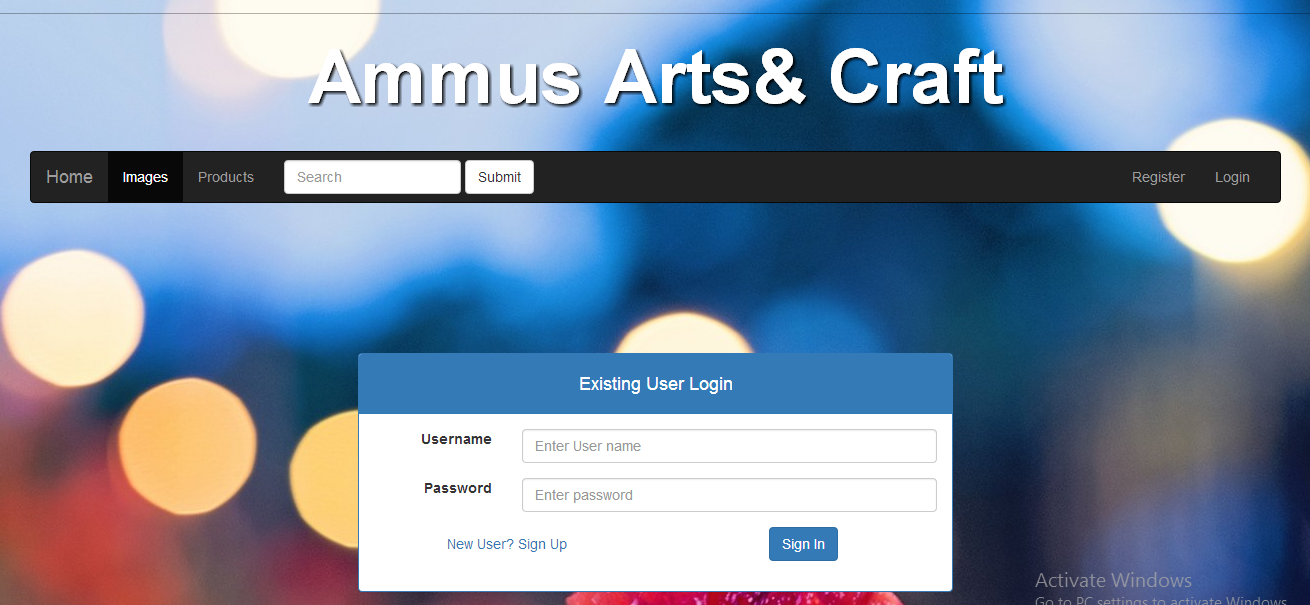 Ammus Arts& Craft
Home Images Products Search Submit Register Login
Existing User Login
Username Enter User name
Password Enter password
New User? Sign Up Sign In
Activate Windows
Go to PC settings to activate Windows.